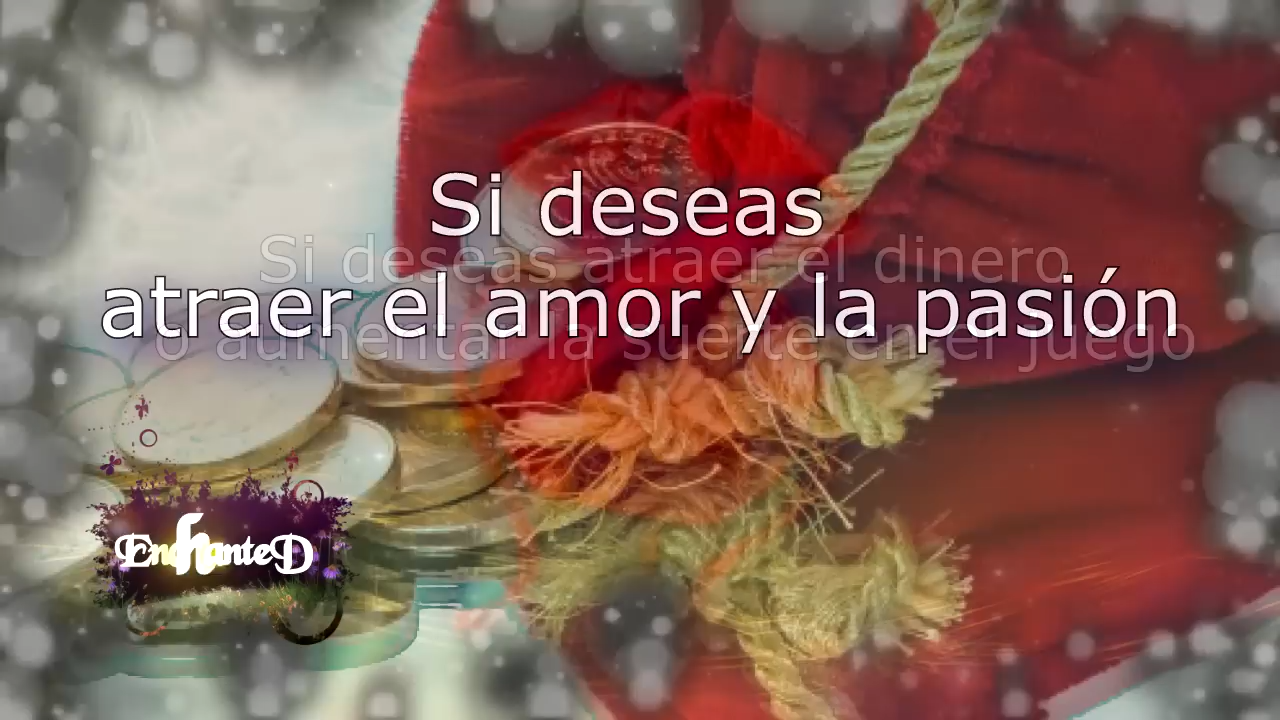 Si deseas
atraer el amor y la pasión
Si deseas atraer el dinero
o aumentar la suerte en el juego
EnchanteD